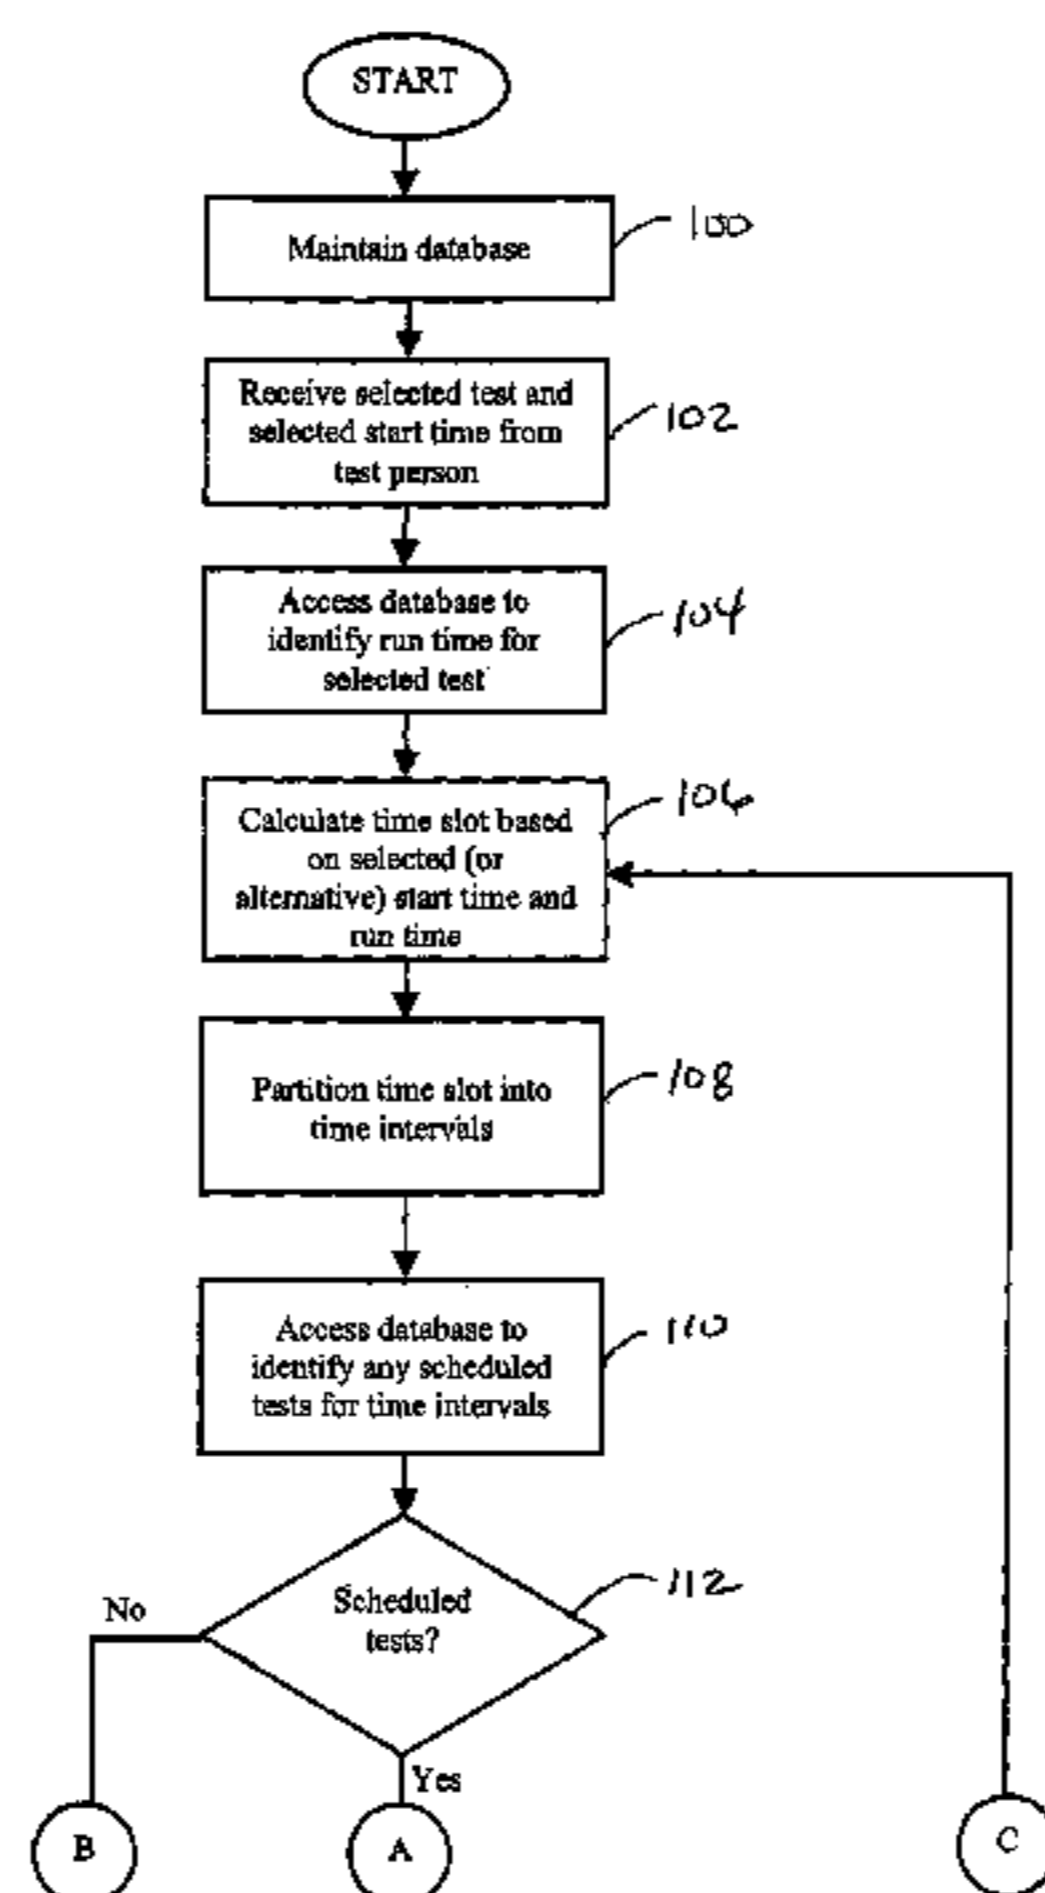 START
Maintain database
100
Receive selected test and
selected start time from
test person
102
Access database to
identify run time for
selected test
104
Calculate time slot based
on selected (or
alternative) start time and
run time
106
Partition time slot into
time intervals
108
Access database to
identify any scheduled
tests for time intervals
110
Scheduled
tests?
112
No
Yes
B
A
C